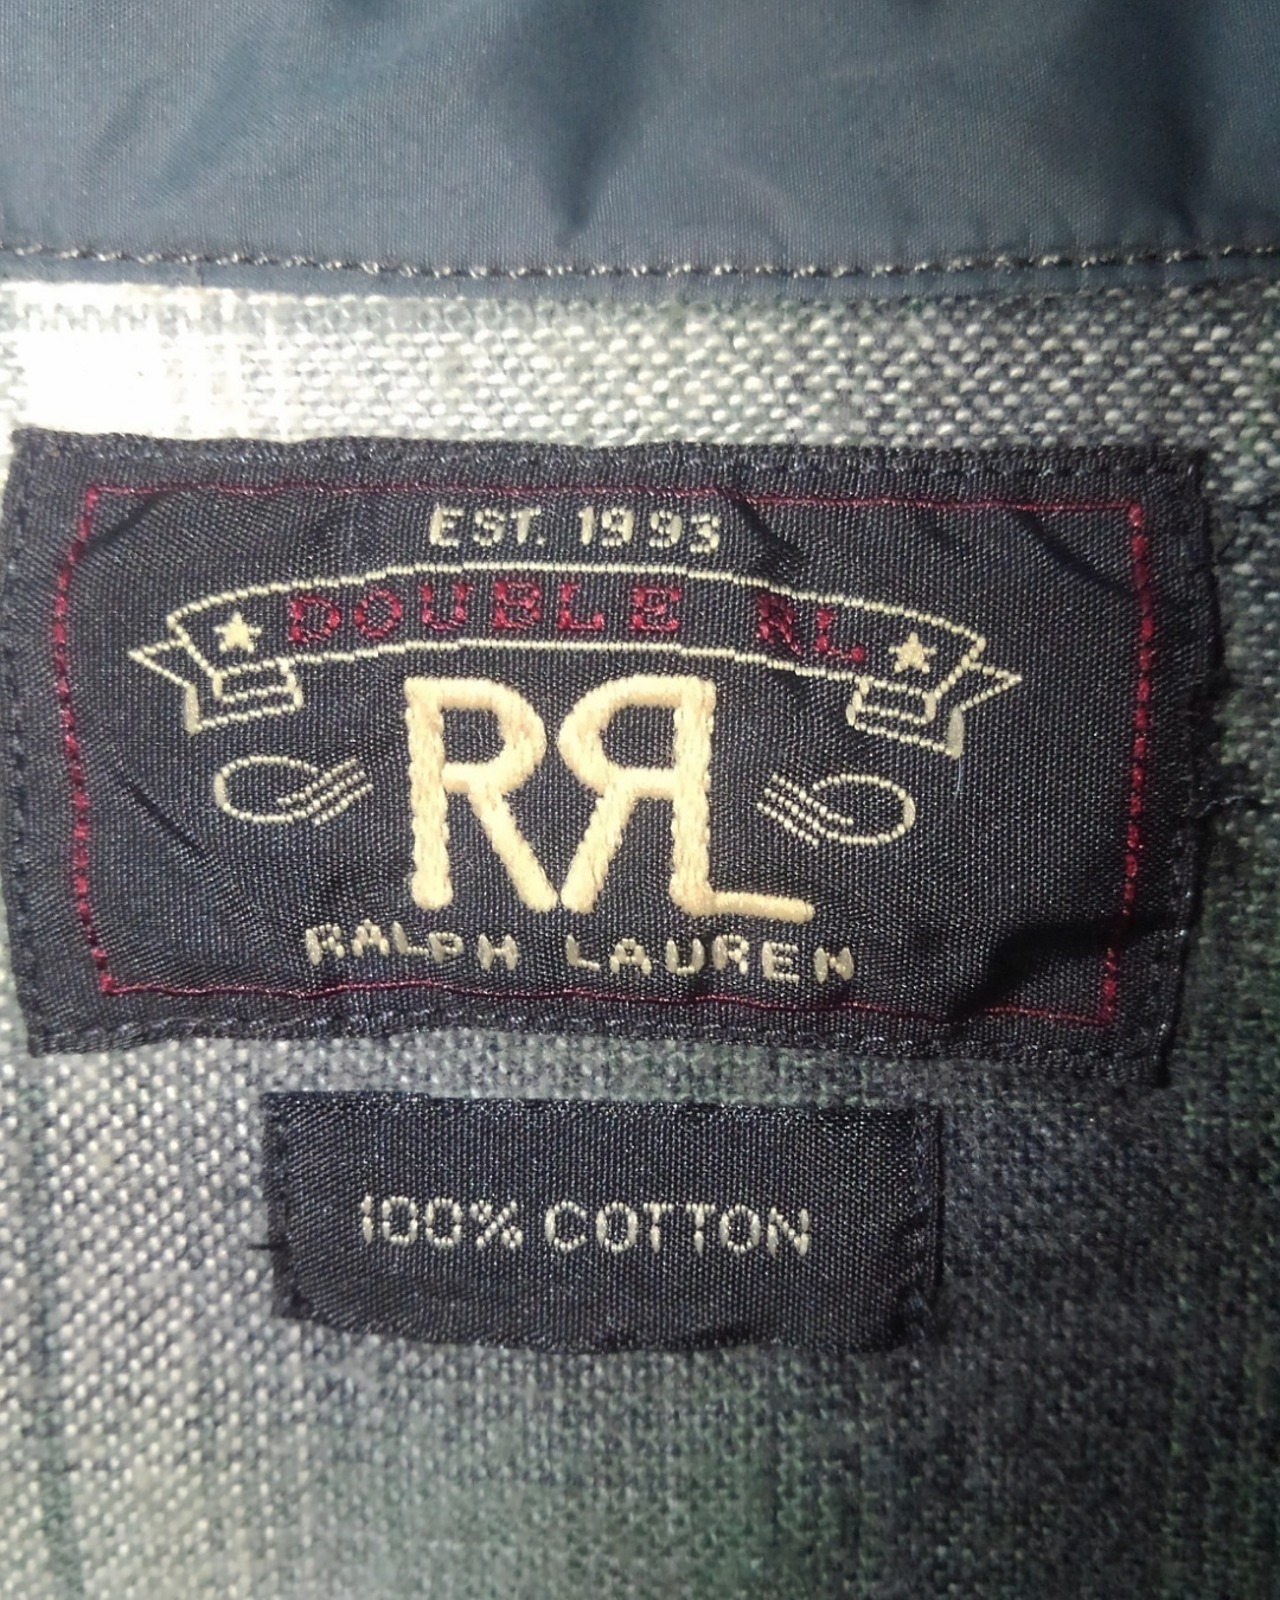 EST. 1993
DOUBLE RL
RRL
RALPH LAUREN
100% COTTON